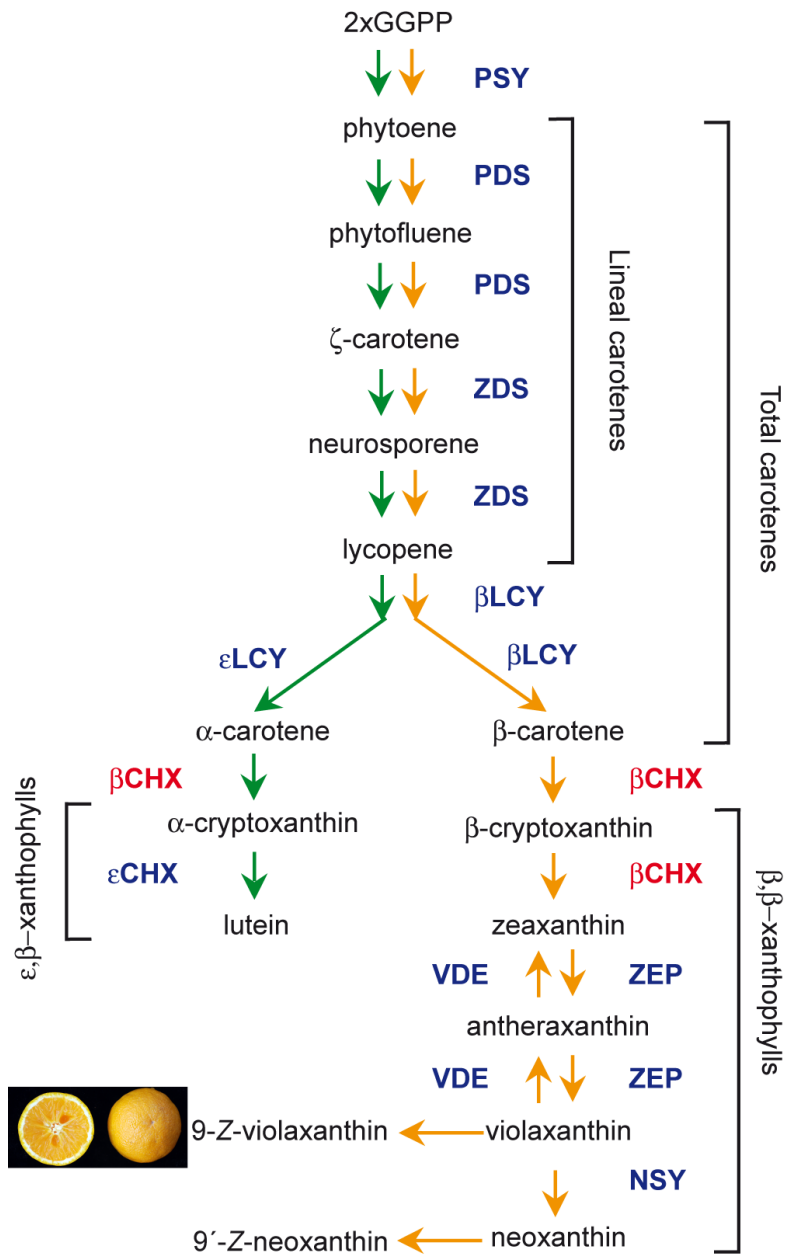 2xGGPP
PSY
phytoene
PDS
phytofluene
PDS
ζ-carotene
ZDS
neurosporene
ZDS
lycopene
βLCY
εLCY
βLCY
α-carotene
β-carotene
βCHX
βCHX
α-cryptoxanthin
β-cryptoxanthin
εCHX
βCHX
lutein
zeaxanthin
VDE
ZEP
antheraxanthin
VDE
ZEP
9-Z-violaxanthin
violaxanthin
NSY
9´-Z-neoxanthin
neoxanthin
Lineal carotenes
Total carotenes
ε,β–xanthophylls
β,β–xanthophylls